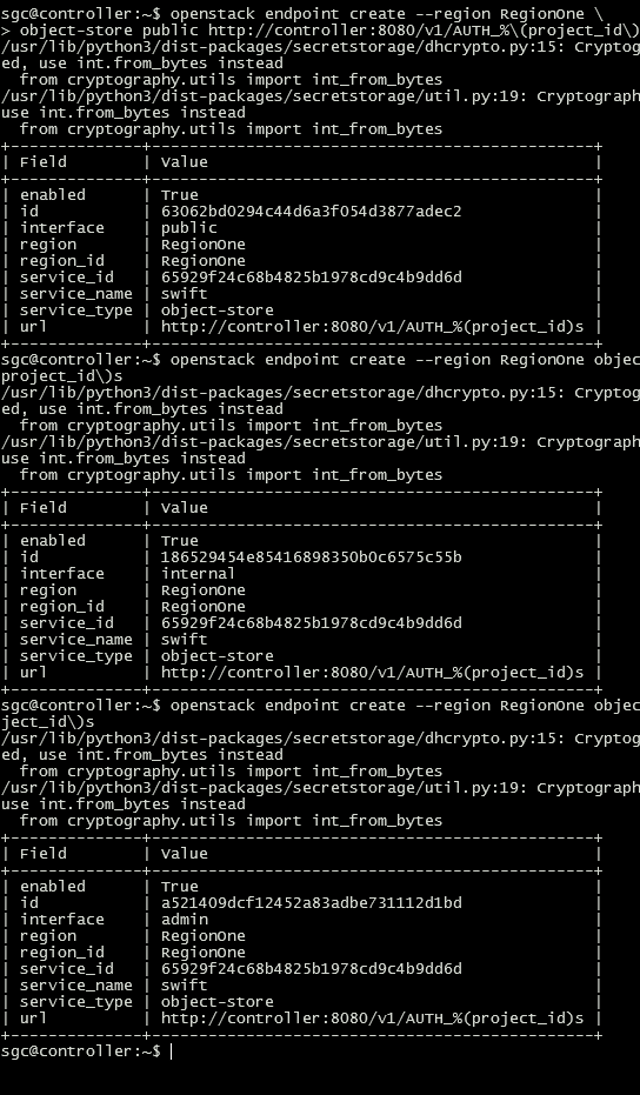 sgc@controller:~$ openstack endpoint create --region RegionOne \
> object-store public http://controller:8080/v1/AUTH_%\(project_id\)
/usr/lib/python3/dist-packages/secretstorage/dhcrypto.py:15: Cryptog
ed, use int.from_bytes instead
  from cryptography.utils import int_from_bytes
/usr/lib/python3/dist-packages/secretstorage/util.py:19: Cryptograph
use int.from_bytes instead
  from cryptography.utils import int_from_bytes
+--------------+-----------------------------------------------+
| Field        | Value                                         |
+--------------+-----------------------------------------------+
| enabled      | True                                          |
| id           | 63062bd0294c44d6a3f054d3877adec2              |
| interface    | public                                        |
| region       | RegionOne                                     |
| region_id    | RegionOne                                     |
| service_id   | 65929f24c68b4825b1978cd9c4b9dd6d              |
| service_name | swift                                         |
| service_type | object-store                                  |
| url          | http://controller:8080/v1/AUTH_%(project_id)s |
+--------------+-----------------------------------------------+
sgc@controller:~$ openstack endpoint create --region RegionOne objec
project_id\)s
/usr/lib/python3/dist-packages/secretstorage/dhcrypto.py:15: Cryptog
ed, use int.from_bytes instead
  from cryptography.utils import int_from_bytes
/usr/lib/python3/dist-packages/secretstorage/util.py:19: Cryptograph
use int.from_bytes instead
  from cryptography.utils import int_from_bytes
+--------------+-----------------------------------------------+
| Field        | Value                                         |
+--------------+-----------------------------------------------+
| enabled      | True                                          |
| id           | 186529454e85416898350b0c6575c55b              |
| interface    | internal                                      |
| region       | RegionOne                                     |
| region_id    | RegionOne                                     |
| service_id   | 65929f24c68b4825b1978cd9c4b9dd6d              |
| service_name | swift                                         |
| service_type | object-store                                  |
| url          | http://controller:8080/v1/AUTH_%(project_id)s |
+--------------+-----------------------------------------------+
sgc@controller:~$ openstack endpoint create --region RegionOne objec
ject_id\)s
/usr/lib/python3/dist-packages/secretstorage/dhcrypto.py:15: Cryptog
ed, use int.from_bytes instead
  from cryptography.utils import int_from_bytes
/usr/lib/python3/dist-packages/secretstorage/util.py:19: Cryptograph
use int.from_bytes instead
  from cryptography.utils import int_from_bytes
+--------------+-----------------------------------------------+
| Field        | Value                                         |
+--------------+-----------------------------------------------+
| enabled      | True                                          |
| id           | a521409dcf12452a83adbe731112d1bd              |
| interface    | admin                                         |
| region       | RegionOne                                     |
| region_id    | RegionOne                                     |
| service_id   | 65929f24c68b4825b1978cd9c4b9dd6d              |
| service_name | swift                                         |
| service_type | object-store                                  |
| url          | http://controller:8080/v1/AUTH_%(project_id)s |
+--------------+-----------------------------------------------+
sgc@controller:~$